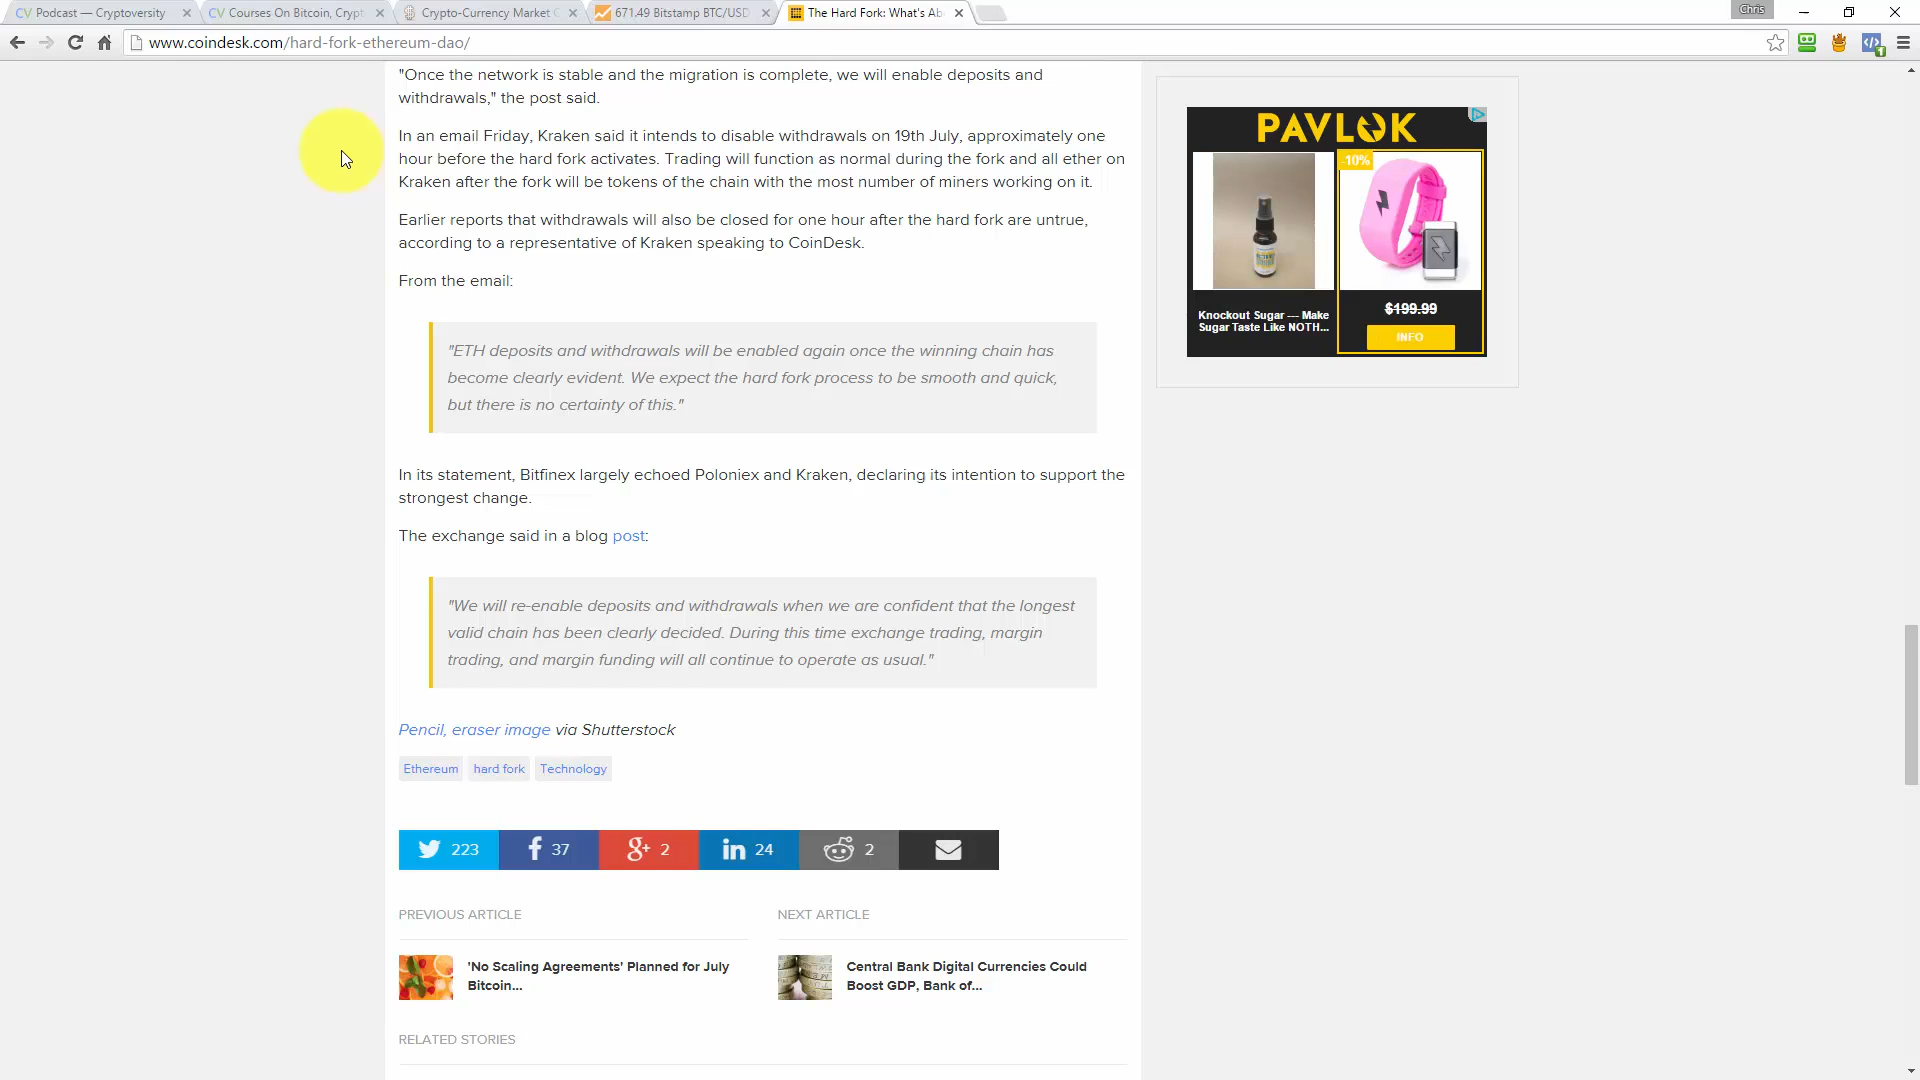 CV Podcast — Cryptoversity
CV Courses On Bitcoin, Crypt
Crypto-Currency Market C
671.49 Bitstamp BTC/USD
The Hard Fork: What's Ab
Chris
www.coindesk.com/hard-fork-ethereum-dao/
"Once the network is stable and the migration is complete, we will enable deposits and
withdrawals," the post said.
In an email Friday, Kraken said it intends to disable withdrawals on 19th July, approximately one
hour before the hard fork activates. Trading will function as normal during the fork and all ether on
Kraken after the fork will be tokens of the chain with the most number of miners working on it.
Earlier reports that withdrawals will also be closed for one hour after the hard fork are untrue,
according to a representative of Kraken speaking to CoinDesk.
From the email:
"ETH deposits and withdrawals will be enabled again once the winning chain has
become clearly evident. We expect the hard fork process to be smooth and quick,
but there is no certainty of this."
In its statement, Bitfinex largely echoed Poloniex and Kraken, declaring its intention to support the
strongest change.
The exchange said in a blog post:
"We will re-enable deposits and withdrawals when we are confident that the longest
valid chain has been clearly decided. During this time exchange trading, margin
trading, and margin funding will all continue to operate as usual."
Pencil, eraser image via Shutterstock
Ethereum hard fork Technology
223 37 2 24 2
PREVIOUS ARTICLE
'No Scaling Agreements' Planned for July
Bitcoin...
NEXT ARTICLE
Central Bank Digital Currencies Could
Boost GDP, Bank of...
RELATED STORIES
PAVLOK
-10%
Knockout Sugar --- Make
Sugar Taste Like NOTH...
$199.99
INFO